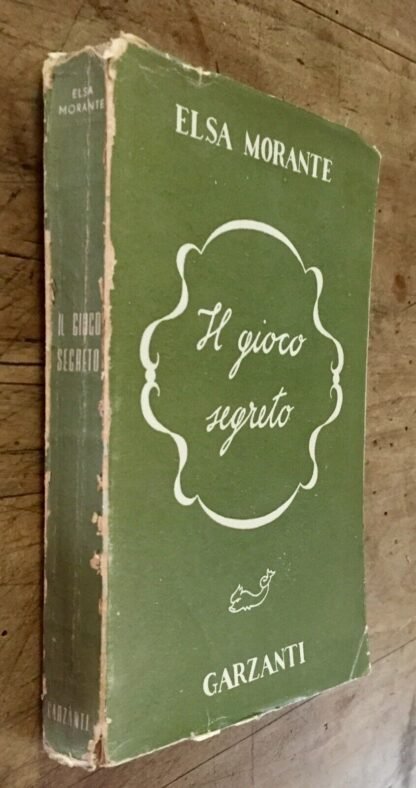 ELSA
MORANTE
IL GIOCO
SEGRETO
GARZANTI
ELSA MORANTE
Il gioco
segreto
GARZANTI